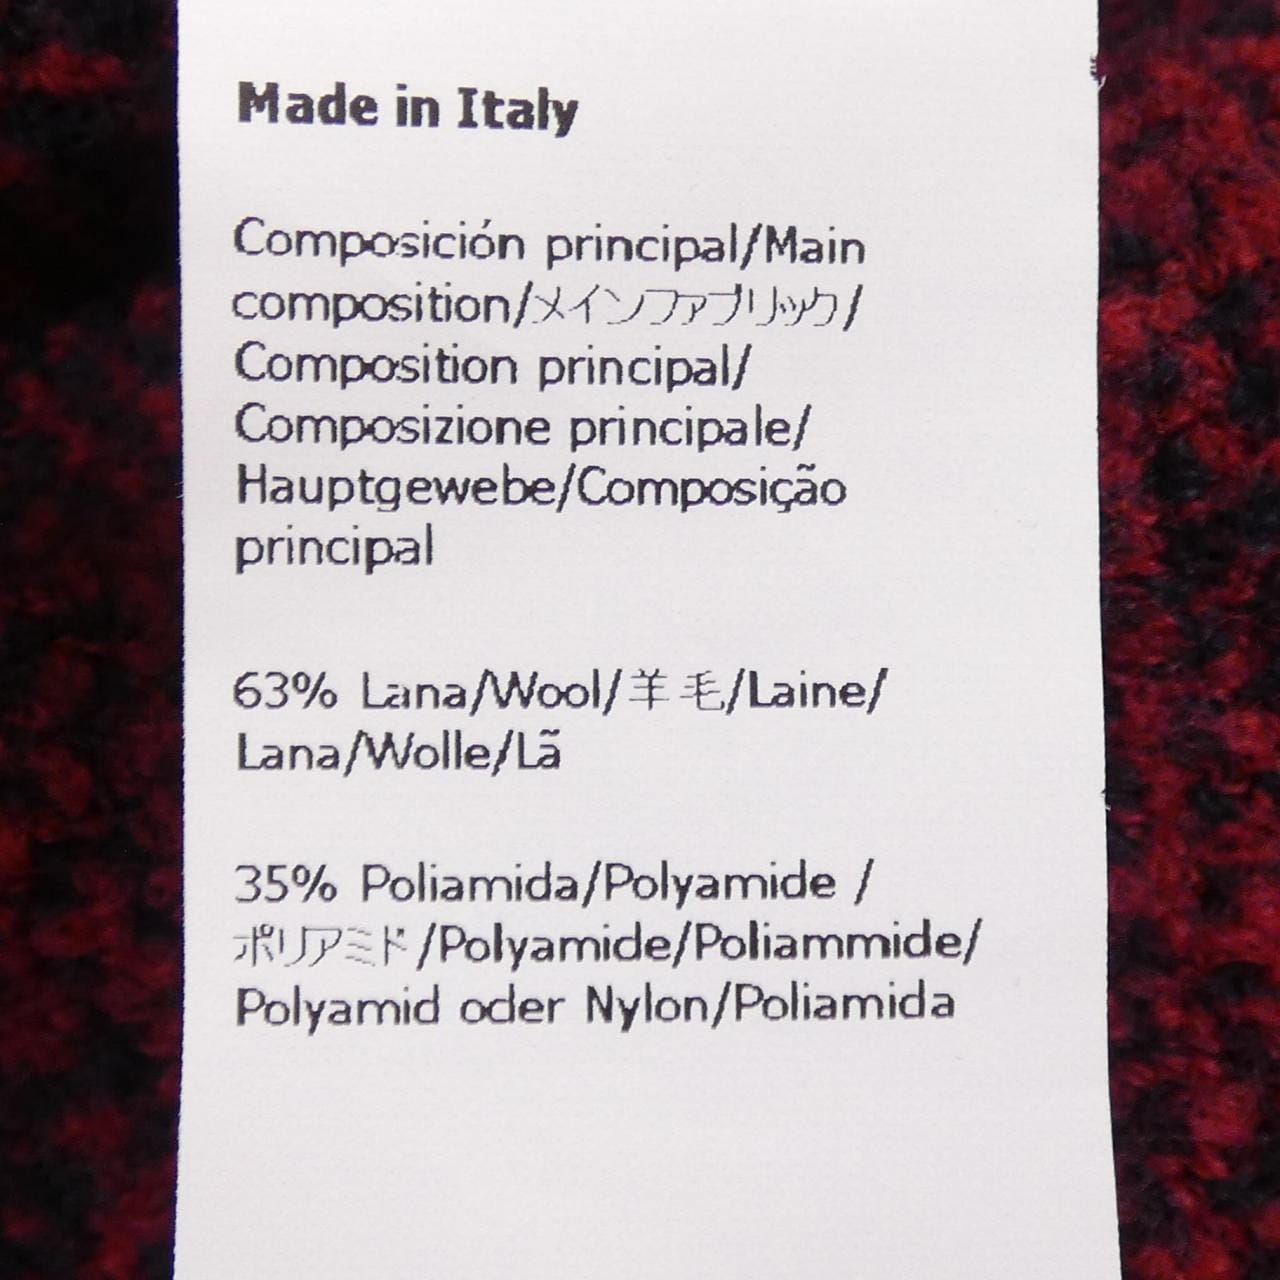 Made in Italy
Composición principal/Main
composition/メインファブリック/
Composition principal/
Composizione principale/
Hauptgewebe/Composição
principal
63% Lana/Wool/羊毛/Laine/
Lana/Wolle/Lã
35% Poliamida/Polyamide /
ポリアミド/Polyamide/Poliammide/
Polyamid oder Nylon/Poliamida